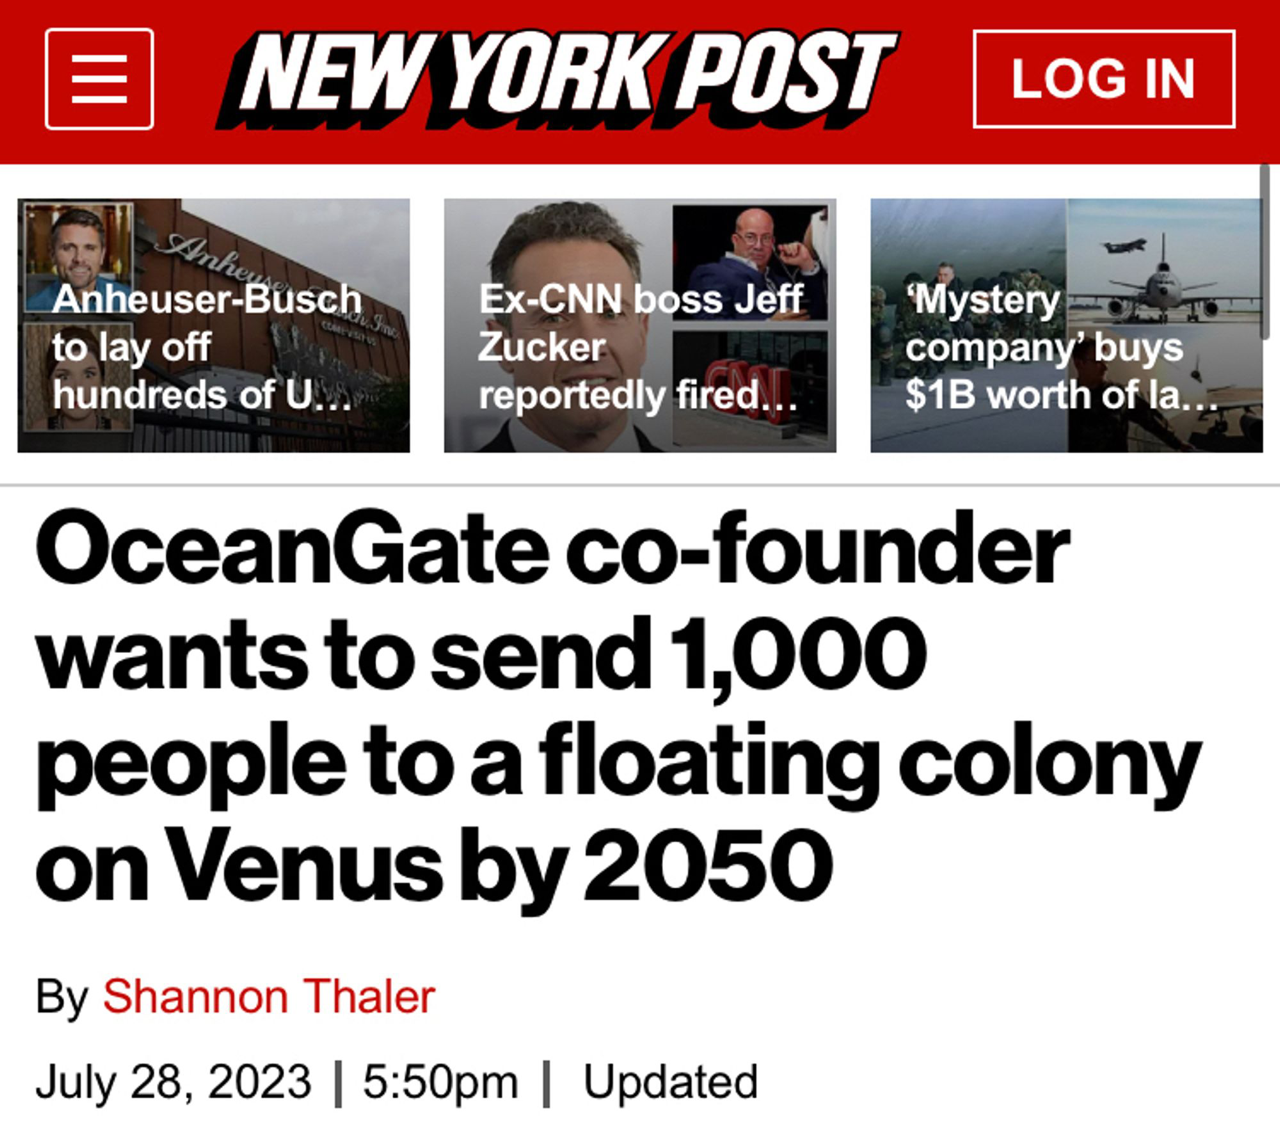 NEW YORK POST
LOG IN
Anheuser-Busch
to lay off
hundreds of U...
Ex-CNN boss Jeff
Zucker
reportedly fired...
CNN
‘Mystery
company’ buys
$1B worth of la...
OceanGate co-founder
wants to send 1,000
people to a floating colony
on Venus by 2050
By Shannon Thaler
July 28, 2023 | 5:50pm | Updated